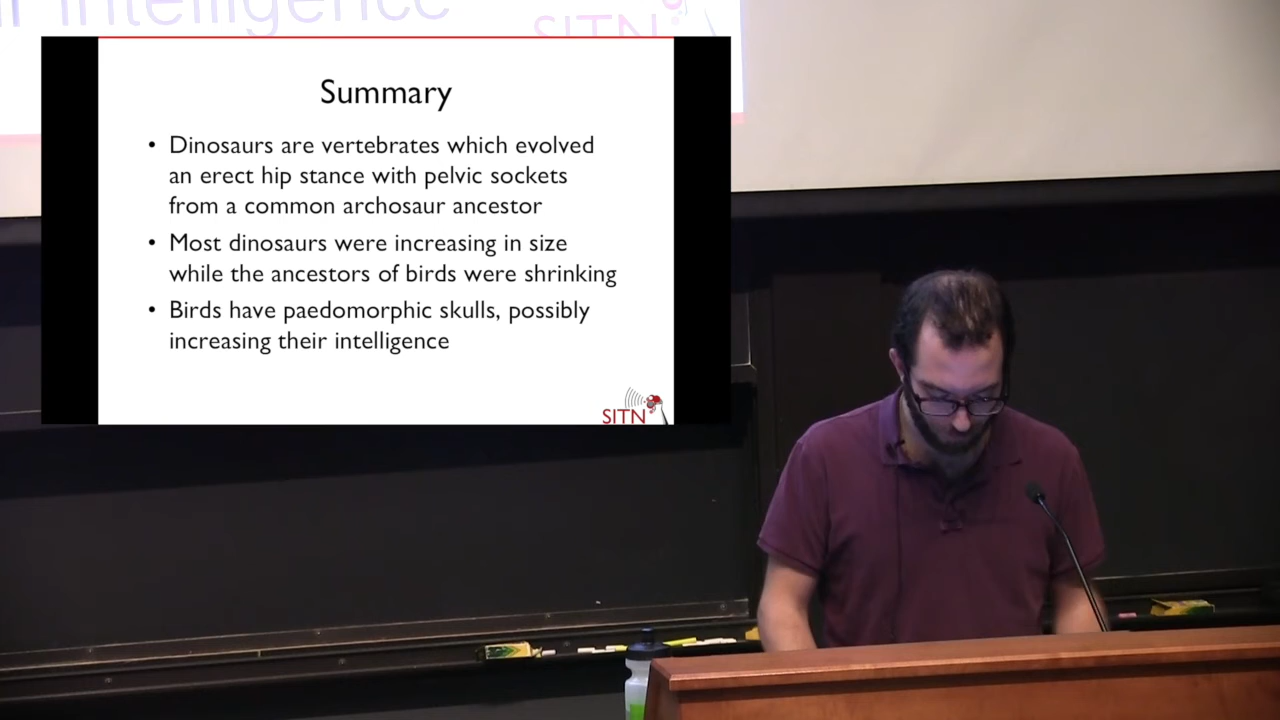 intelligence
SITN
Summary
• Dinosaurs are vertebrates which evolved
an erect hip stance with pelvic sockets
from a common archosaur ancestor
• Most dinosaurs were increasing in size
while the ancestors of birds were shrinking
• Birds have paedomorphic skulls, possibly
increasing their intelligence
SITN